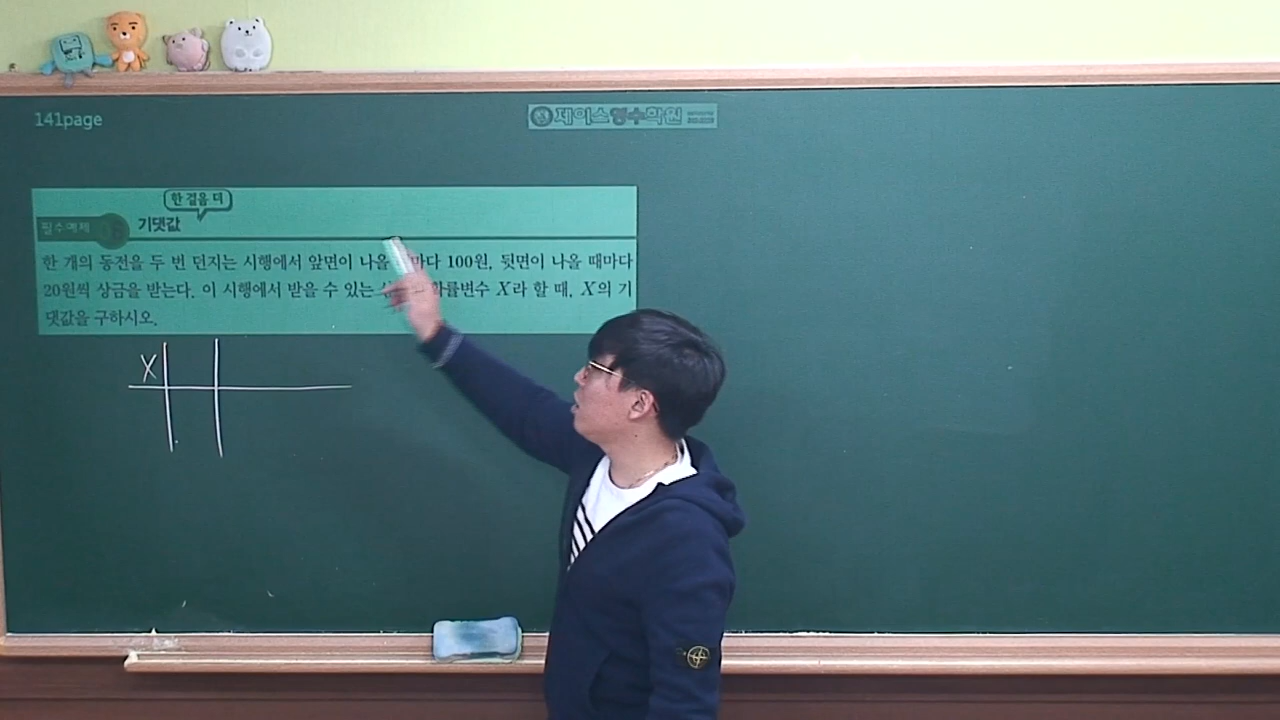 141page
제이스영수학원
한 걸음 더
필수예제
기댓값
한 개의 동전을 두 번 던지는 시행에서 앞면이 나올 마다 100원, 뒷면이 나올 때마다
20원씩 상금을 받는다. 이 시행에서 받을 수 있는 확률변수 X라 할 때, X의 기
댓값을 구하시오.
X